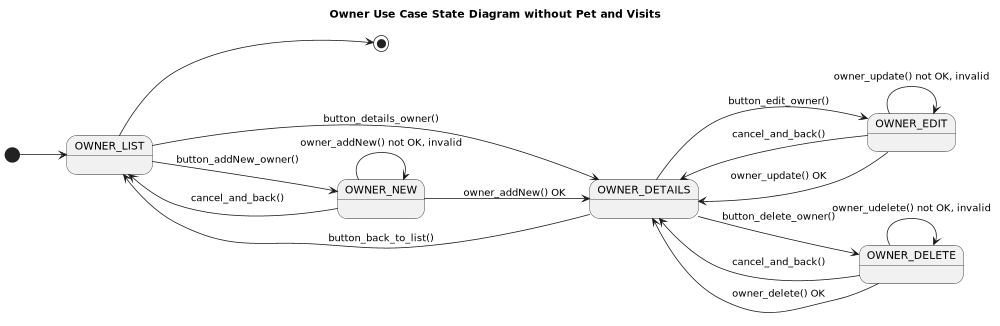 Owner Use Case State Diagram without Pet and Visits
owner_update() not OK, invalid
button_edit_owner()
button_details_owner()
OWNER_EDIT
cancel_and_back()
owner_addNew() not OK, invalid
OWNER_LIST
button_addNew_owner()
owner_update() OK
OWNER_NEW
owner_addNew() OK
OWNER_DETAILS
cancel_and_back()
button_delete_owner()
owner_udelete() not OK, invalid
button_back_to_list()
OWNER_DELETE
cancel_and_back()
owner_delete() OK